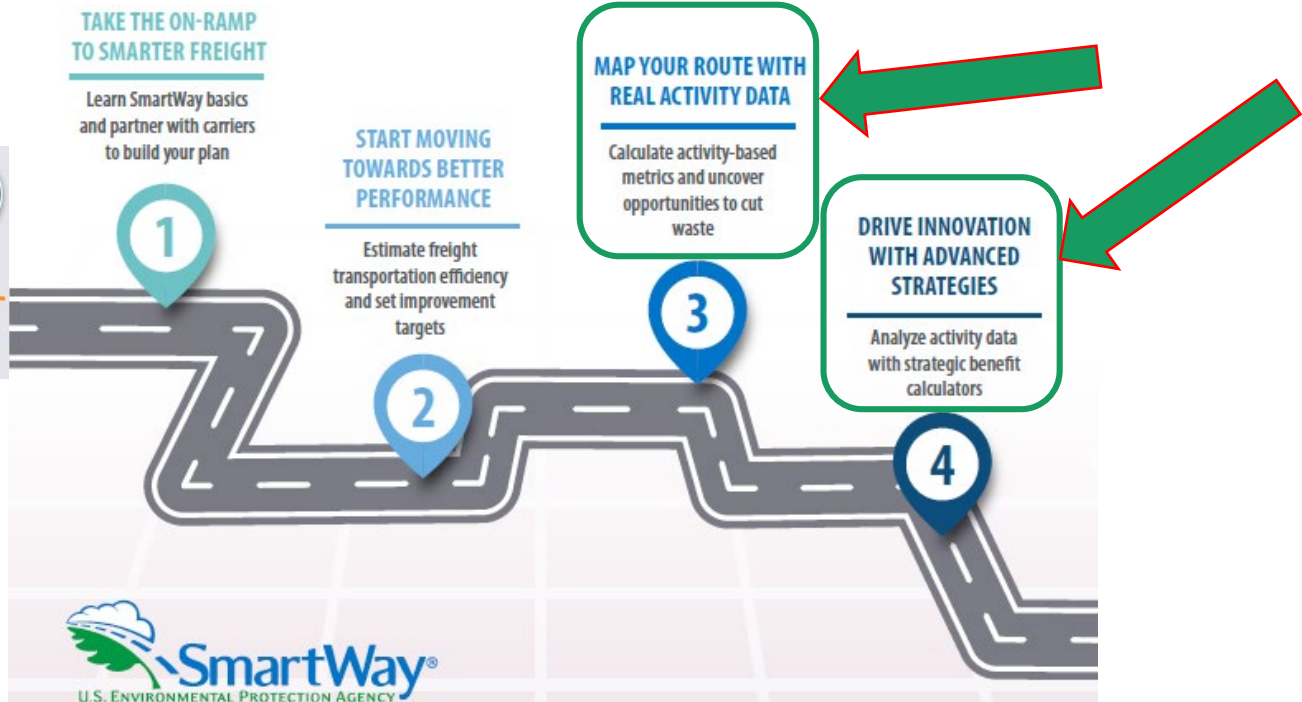 TAKE THE ON-RAMP
TO SMARTER FREIGHT
Learn SmartWay basics
and partner with carriers
to build your plan
1
START MOVING
TOWARDS BETTER
PERFORMANCE
Estimate freight
transportation efficiency
and set improvement
targets
2
MAP YOUR ROUTE WITH
REAL ACTIVITY DATA
Calculate activity-based
metrics and uncover
opportunities to cut
waste
3
DRIVE INNOVATION
WITH ADVANCED
STRATEGIES
Analyze activity data
with strategic benefit
calculators
4
SmartWay®
U.S. ENVIRONMENTAL PROTECTION AGENCY